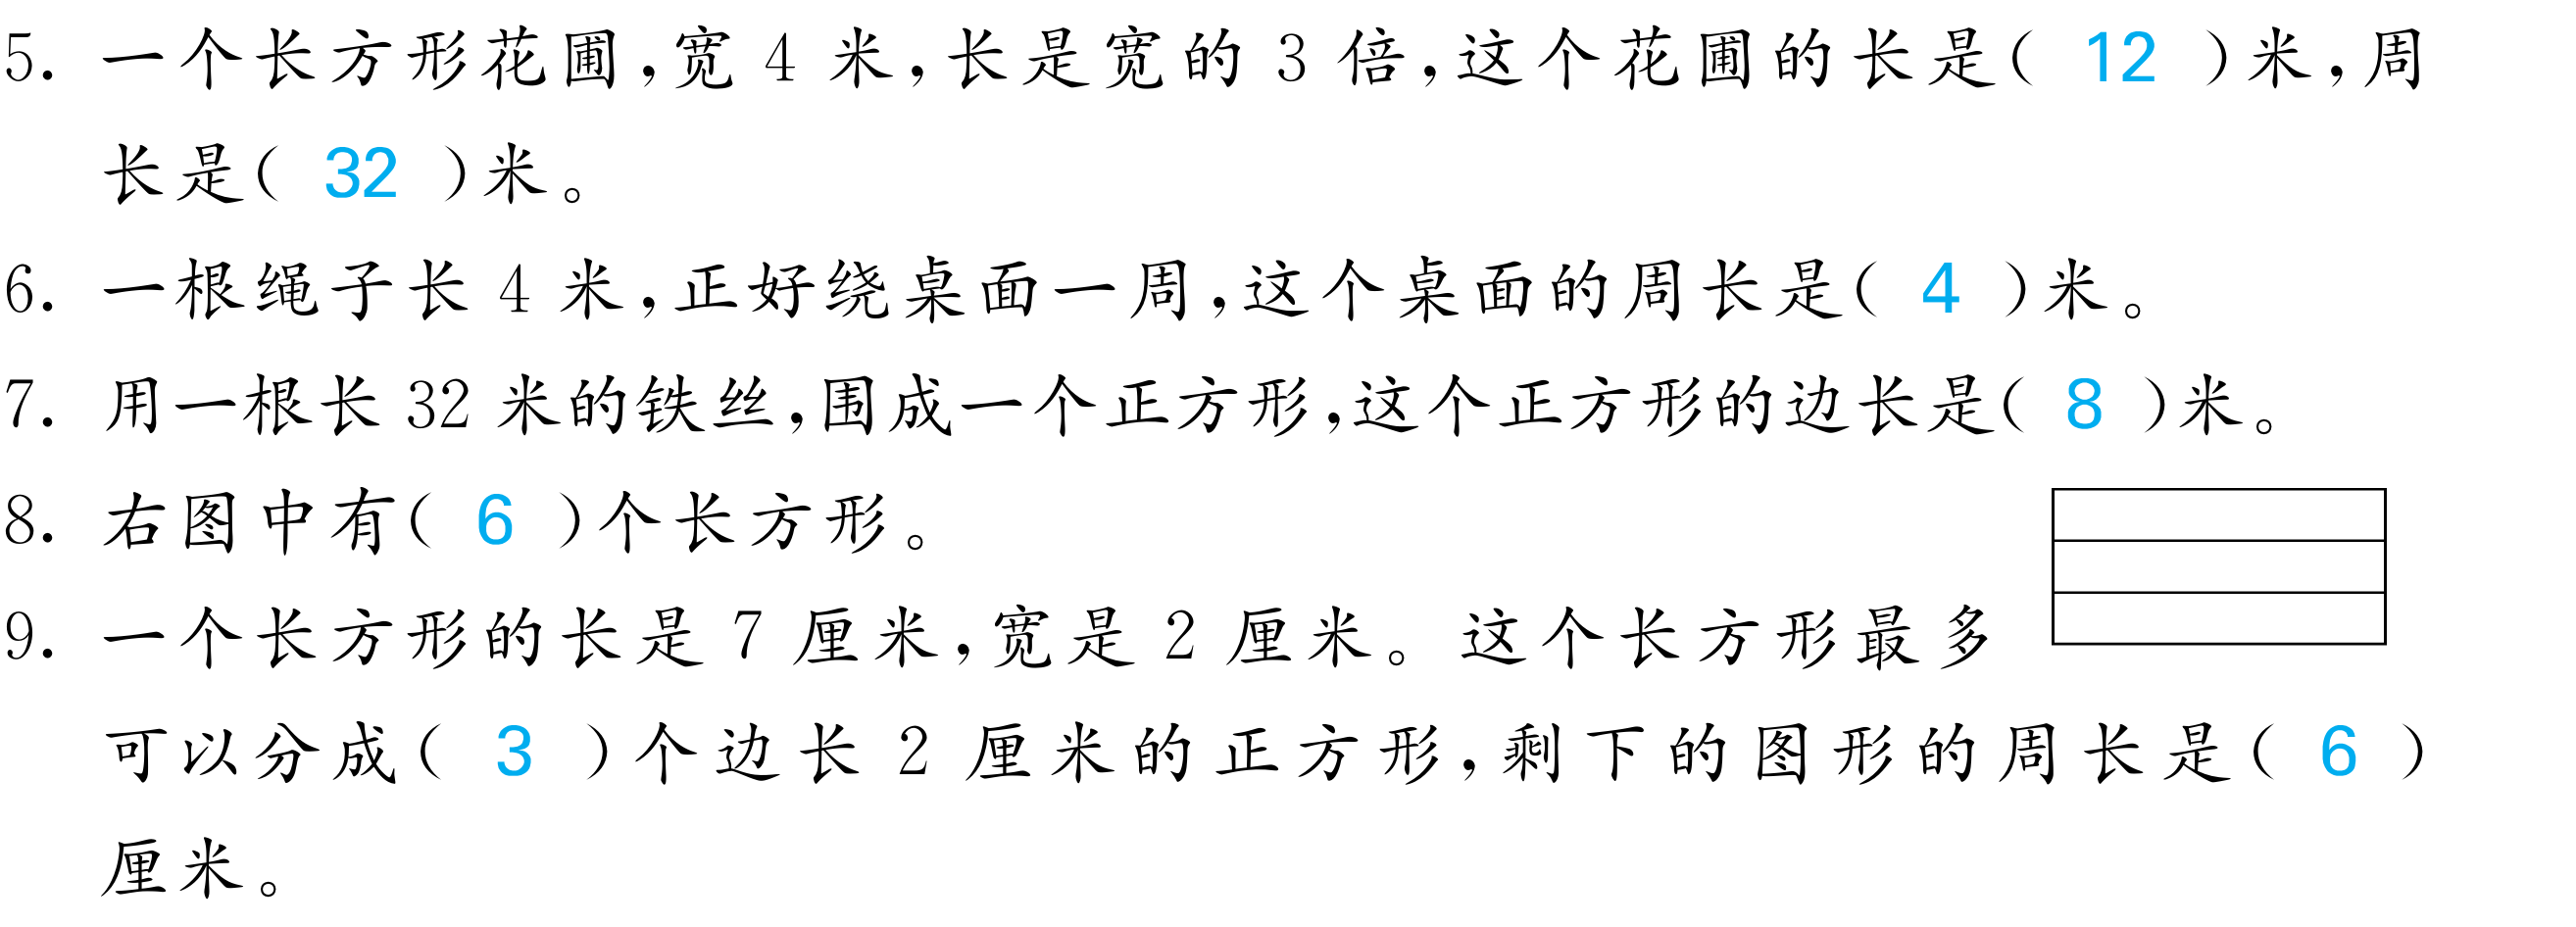 5. 一个长方形花圃,宽 4 米,长是宽的 3 倍,这个花圃的长是( 12 )米,周
长是( 32 )米。
6. 一根绳子长 4 米,正好绕桌面一周,这个桌面的周长是( 4 )米。
7. 用一根长 32 米的铁丝,围成一个正方形,这个正方形的边长是( 8 )米。
8. 右图中有( 6 )个长方形。
9. 一个长方形的长是 7 厘米,宽是 2 厘米。这个长方形最多
可以分成( 3 )个边长 2 厘米的正方形,剩下的图形的周长是( 6 )
厘米。